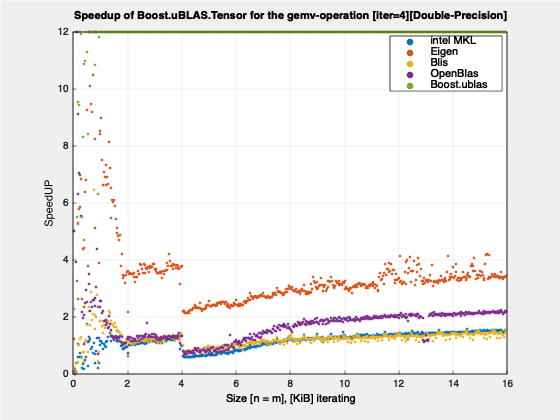 Speedup of Boost.uBLAS.Tensor for the gemv-operation [iter=4][Double-Precision]
intel MKL
Eigen
Blis
OpenBlas
Boost.ublas
12
10
8
6
4
2
0
SpeedUP
0 2 4 6 8 10 12 14 16
Size [n = m], [KiB] iterating